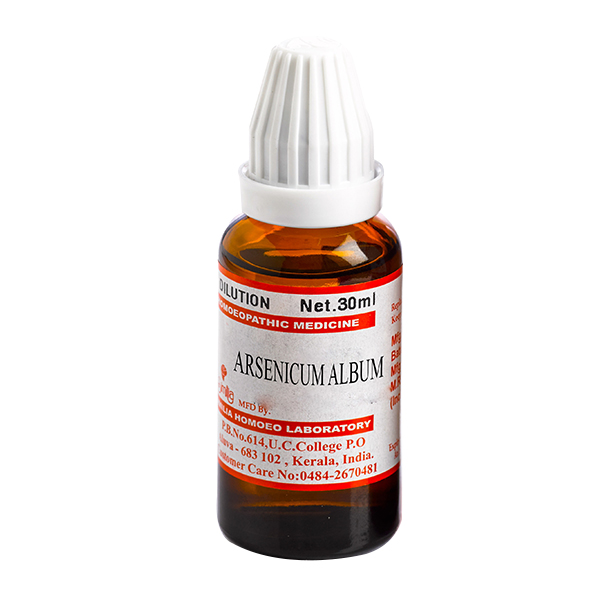 DILUTION Net.30ml
HOMOEOPATHIC MEDICINE
ARSENICUM ALBUM
MFD By.
HOMOEO LABORATORY
P.B.No.614,U.C.College P.O
683 102 , Kerala, India.
Customer Care No:0484-2670481